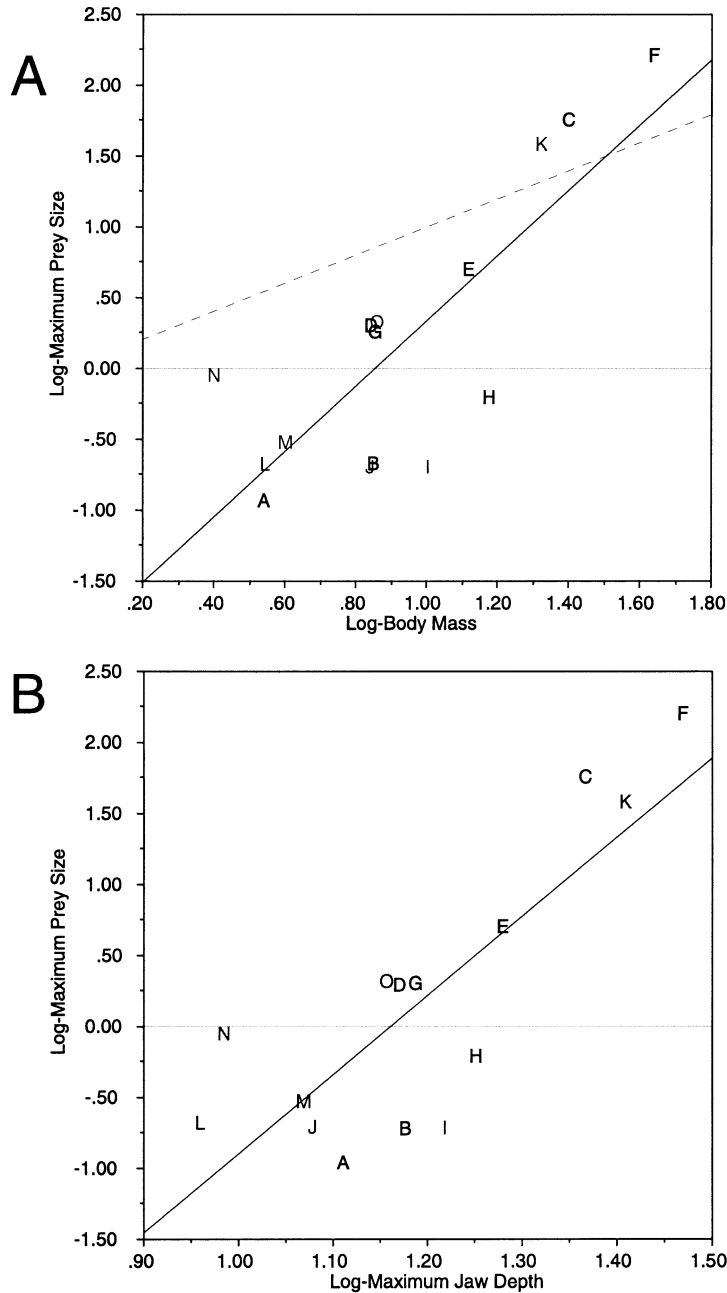 A
2.50
2.00
1.50
1.00
.50
0.00
-.50
-1.00
-1.50
Log-Maximum Prey Size
F
C
K
E
D O
G
N
H
M
L
J B
I
A
.20 .40 .60 .80 1.00 1.20 1.40 1.60 1.80
Log-Body Mass
B
2.50
2.00
1.50
1.00
.50
0.00
-.50
-1.00
-1.50
Log-Maximum Prey Size
F
C
K
E
O D G
N
H
M
L
J
B
I
A
.90 1.00 1.10 1.20 1.30 1.40 1.50
Log-Maximum Jaw Depth